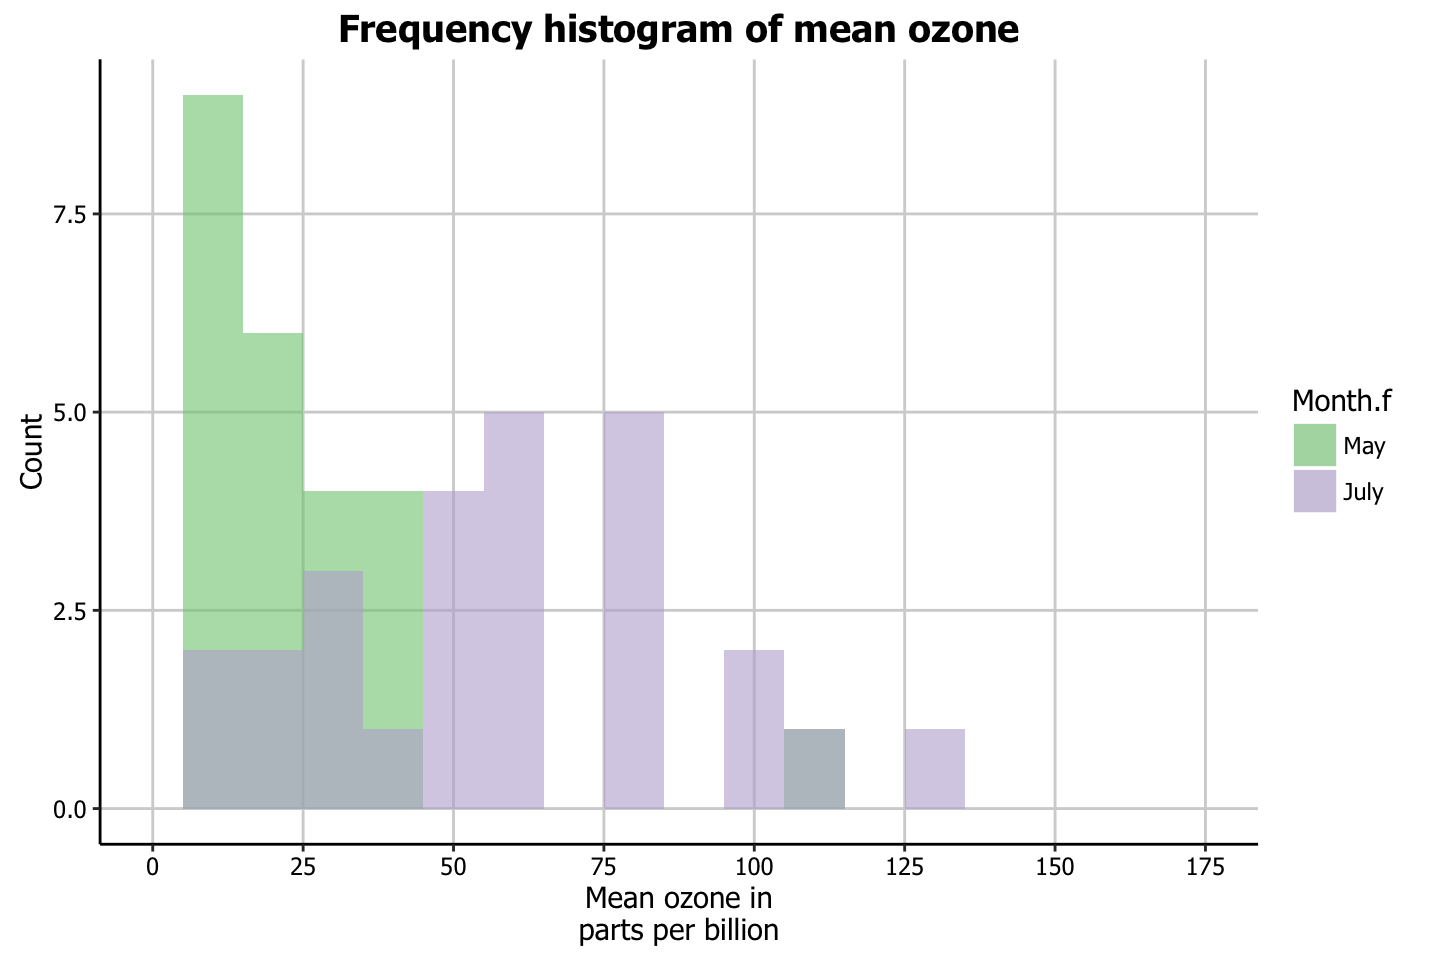 Frequency histogram of mean ozone
7.5
5.0
2.5
0.0
Count
0 25 50 75 100 125 150 175
Mean ozone in
parts per billion
Month.f
May
July